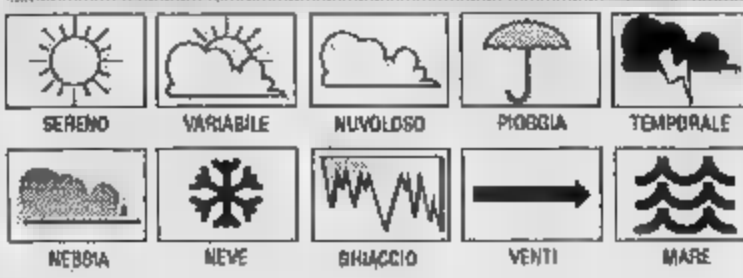 SERENO VARIABILE NUVOLOSO PIOGGIA TEMPORALE
NEBBIA NEVE GHIACCIO VENTI MARE